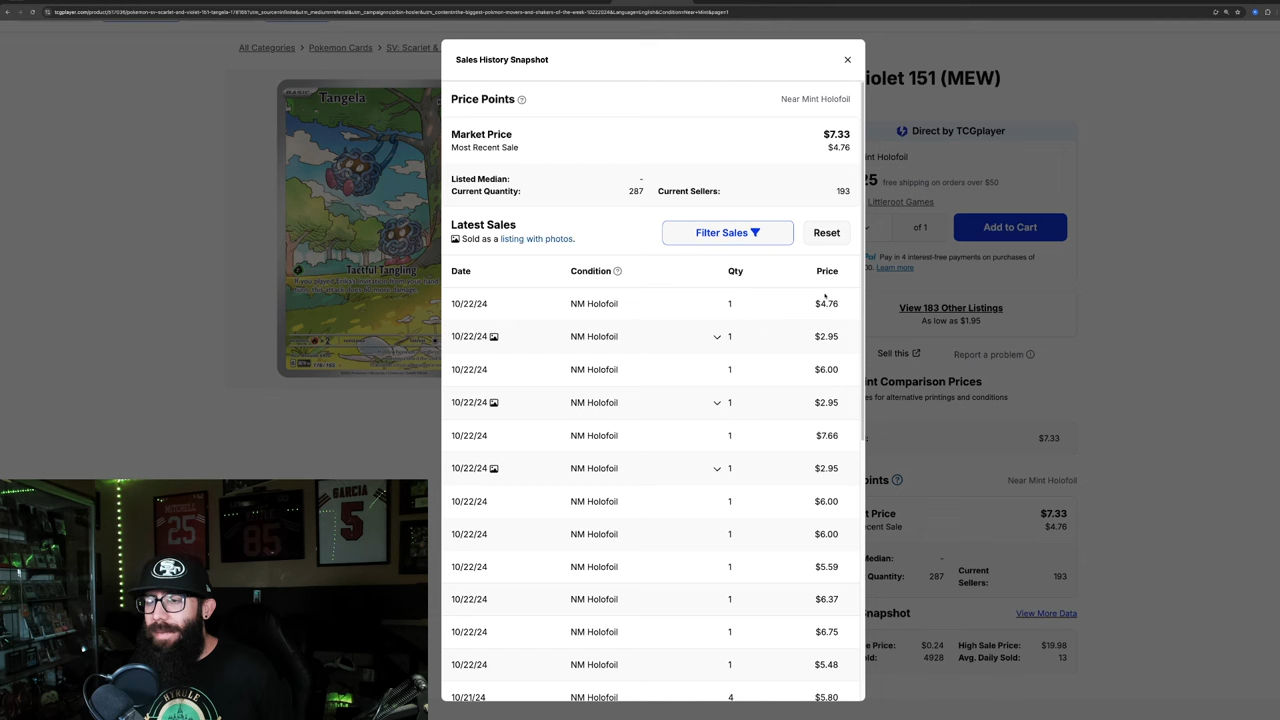 All Categories > Pokemon Cards > SV: Scarlet &
Sales History Snapshot
Price Points
Near Mint Holofoil
Market Price $7.33
Most Recent Sale $4.76
Listed Median: -
Current Quantity: 287 Current Sellers: 193
Latest Sales
Sold as a listing with photos.
Filter Sales
Reset
Date Condition Qty Price
10/22/24 NM Holofoil 1 $4.76
10/22/24 NM Holofoil 1 $2.95
10/22/24 NM Holofoil 1 $6.00
10/22/24 NM Holofoil 1 $2.95
10/22/24 NM Holofoil 1 $7.66
10/22/24 NM Holofoil 1 $2.95
10/22/24 NM Holofoil 1 $6.00
10/22/24 NM Holofoil 1 $6.00
10/22/24 NM Holofoil 1 $5.59
10/22/24 NM Holofoil 1 $6.37
10/22/24 NM Holofoil 1 $6.75
10/22/24 NM Holofoil 1 $5.48
10/21/24 NM Holofoil 4 $5.80
iolet 151 (MEW)
Direct by TCGplayer
int Holofoil
25 free shipping on orders over $50
Littleroot Games
of 1
Add to Cart
Pay in 4 interest-free payments on purchases of
00. Learn more
View 183 Other Listings
As low as $1.95
Sell this
Report a problem
int Comparison Prices
es for alternative printings and conditions
: $7.33
oints
Near Mint Holofoil
t Price $7.33
ecent Sale $4.76
Median: -
Quantity: 287 Current Sellers: 193
napshot
View More Data
e Price: $0.24 High Sale Price: $19.98
ld: 4928 Avg. Daily Sold: 13
BASIC
Tangela
Tactful Tangling
MITCHELL
25
85
GARCIA
5
HYRULE